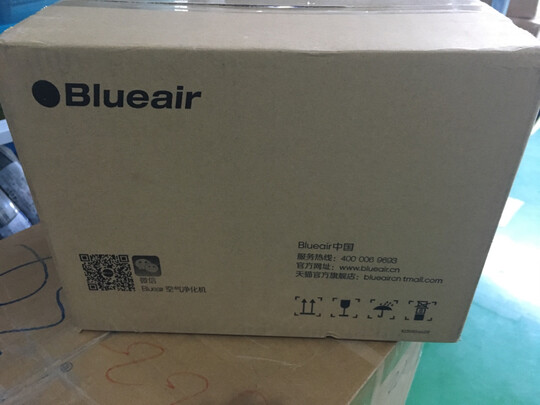 Blueair
Blueair中国
服务热线：400 006 9693
官方网址：www.blueair.cn
天猫官方旗舰店：blueaircn.tmall.com
微信
Blueair 空气净化机